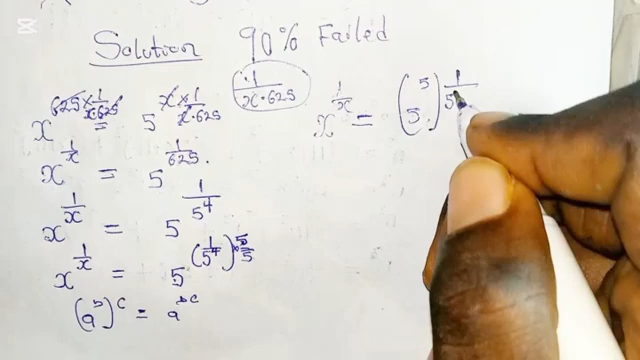 Cut
Solution 90% Failed
x^(625×1/(x·625)) = 5^(x×1/(x·625))
1/(x·625)
x^(1/x) = 5^(1/625).
x^(1/x) = 5^(1/5^4)
x^(1/x) = 5^((1/5^4)×5/5)
(a^b)^c = a^bc
x^(1/x) = (5^5)^(1/5